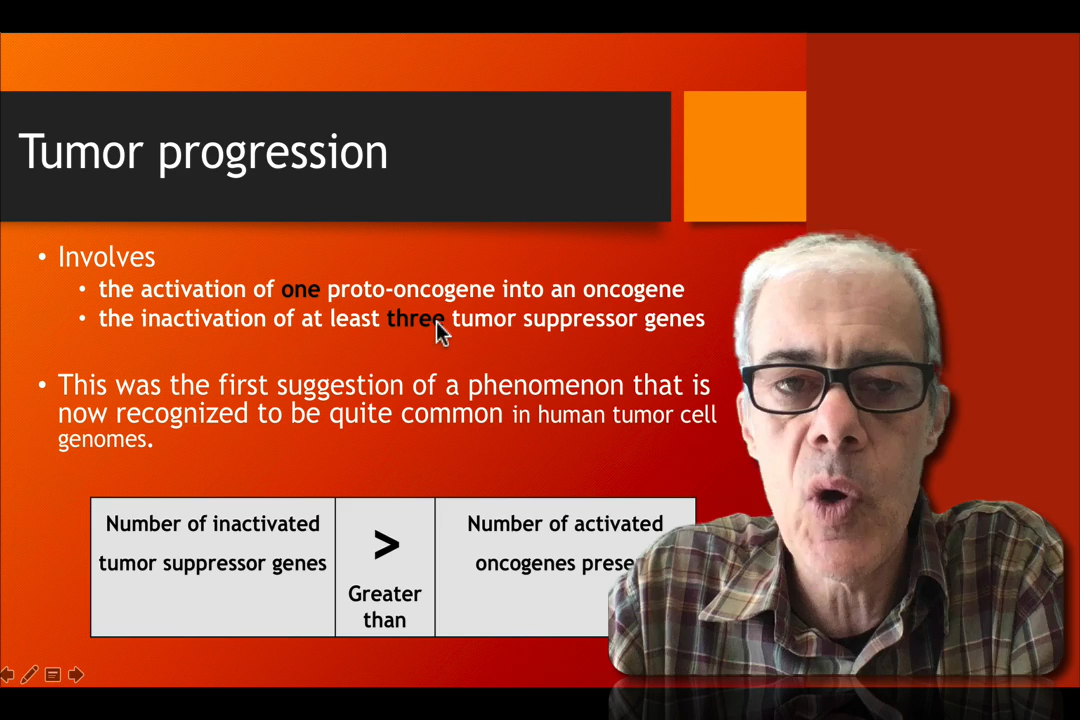 Tumor progression
• Involves
• the activation of one proto-oncogene into an oncogene
• the inactivation of at least three tumor suppressor genes
• This was the first suggestion of a phenomenon that is
now recognized to be quite common in human tumor cell
genomes.
Number of inactivated
tumor suppressor genes
>
Greater
than
Number of activated
oncogenes